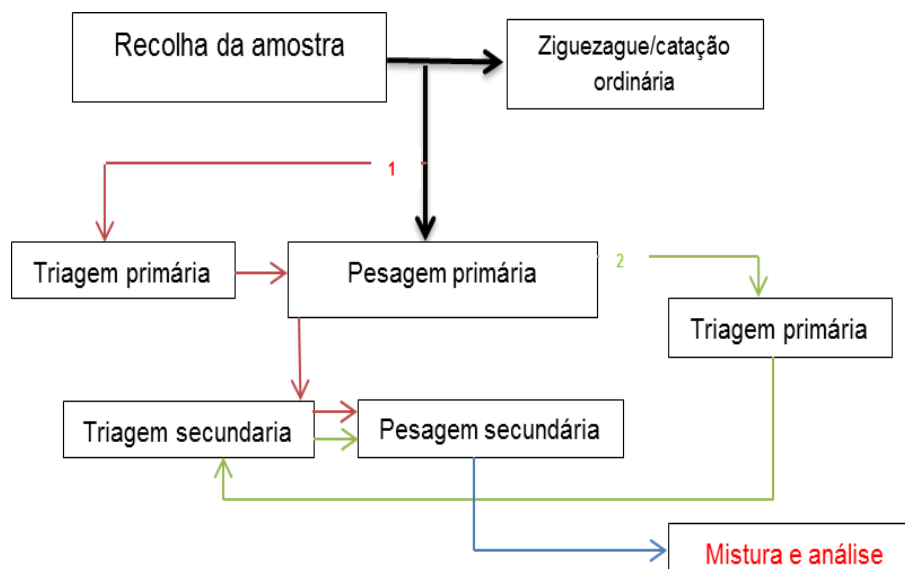 Recolha da amostra
Ziguezague/catação
ordinária
1
Triagem primária
Pesagem primária
2
Triagem primária
Triagem secundaria
Pesagem secundária
Mistura e análise